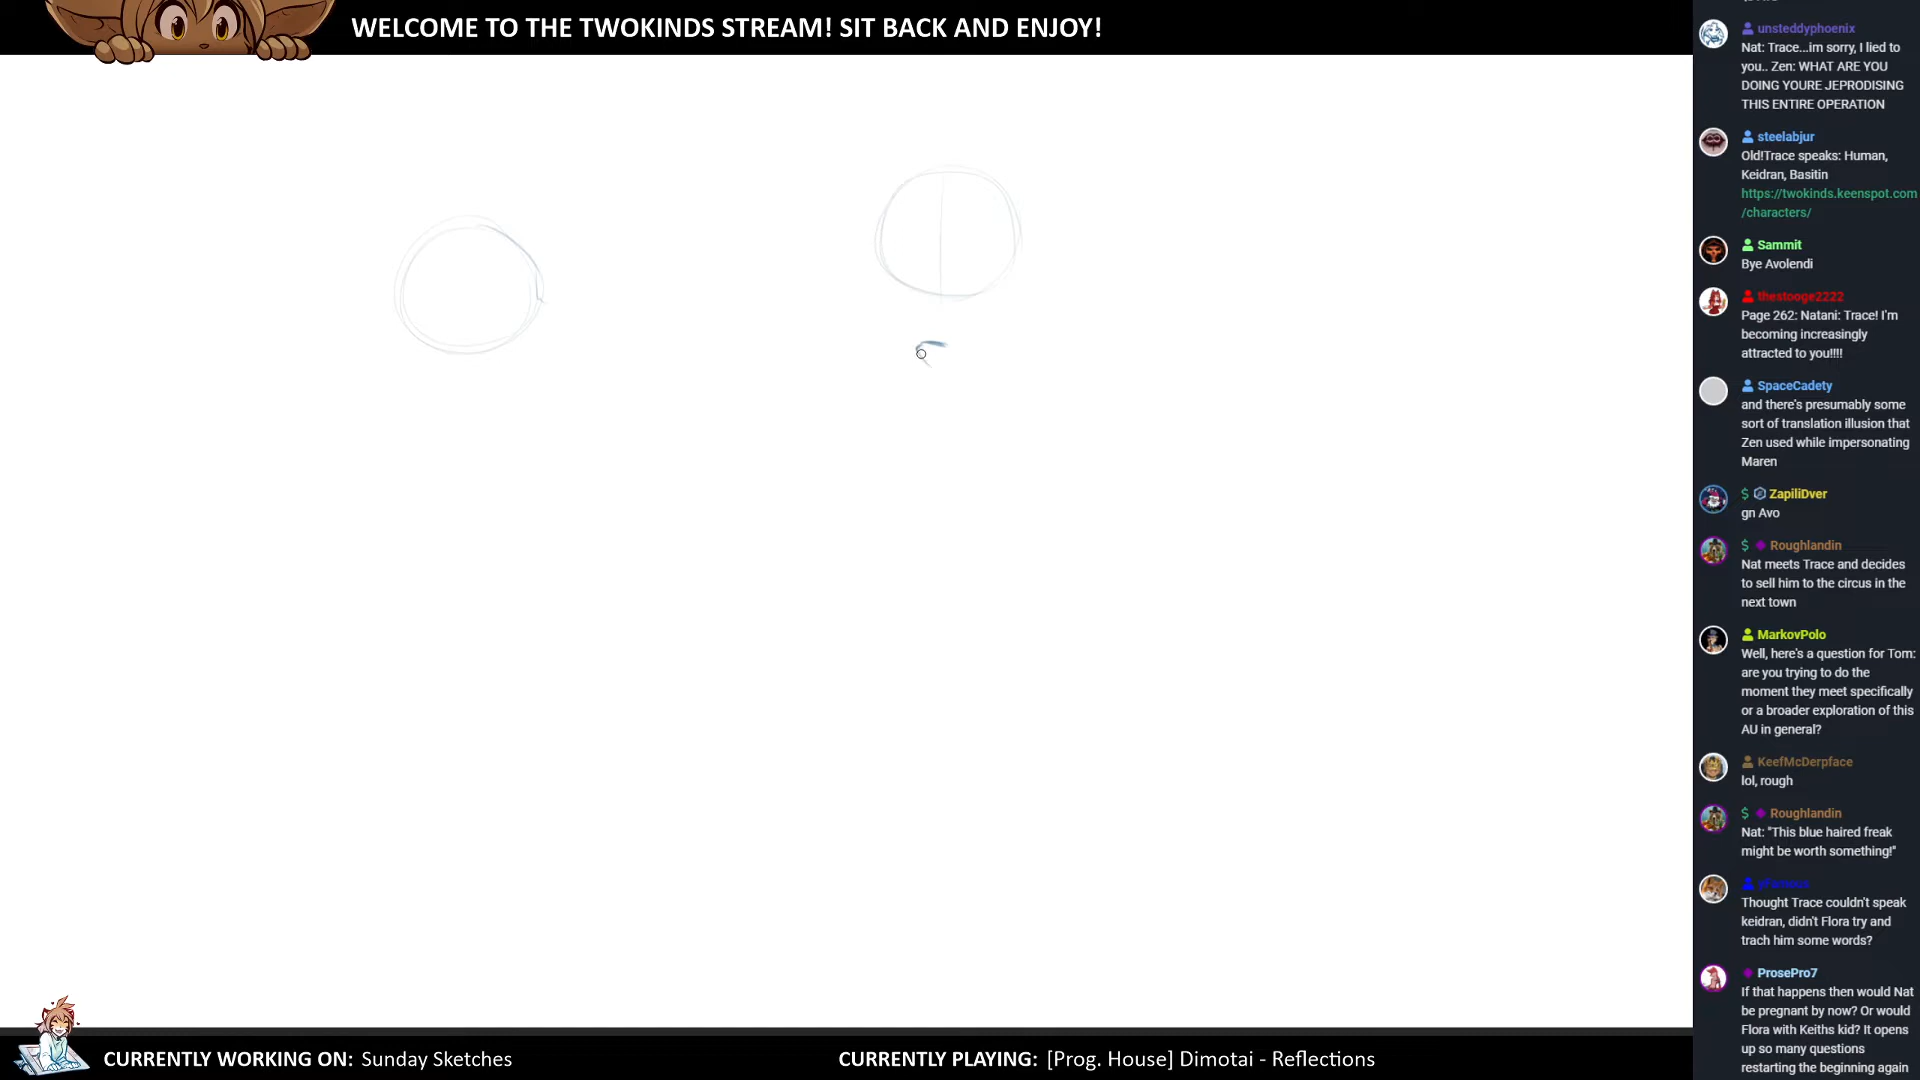 WELCOME TO THE TWOKINDS STREAM! SIT BACK AND ENJOY!
unsteddyphoenix
Nat: Trace...im sorry, I lied to
you.. Zen: WHAT ARE YOU
DOING YOURE JEPRODISING
THIS ENTIRE OPERATION
steelabjur
Old!Trace speaks: Human,
Keidran, Basitin
https://twokinds.keenspot.com
/characters/
Sammit
Bye Avolendi
thestooge2222
Page 262: Natani: Trace! I'm
becoming increasingly
attracted to you!!!!
SpaceCadety
and there's presumably some
sort of translation illusion that
Zen used while impersonating
Maren
$ ZapiliDver
gn Avo
$ Roughlandin
Nat meets Trace and decides
to sell him to the circus in the
next town
MarkovPolo
Well, here's a question for Tom:
are you trying to do the
moment they meet specifically
or a broader exploration of this
AU in general?
KeefMcDerpface
lol, rough
$ Roughlandin
Nat: "This blue haired freak
might be worth something!"
yFamous
Thought Trace couldn't speak
keidran, didn't Flora try and
trach him some words?
ProsePro7
If that happens then would Nat
be pregnant by now? Or would
Flora with Keiths kid? It opens
up so many questions
restarting the beginning again
CURRENTLY WORKING ON: Sunday Sketches
CURRENTLY PLAYING: [Prog. House] Dimotai - Reflections